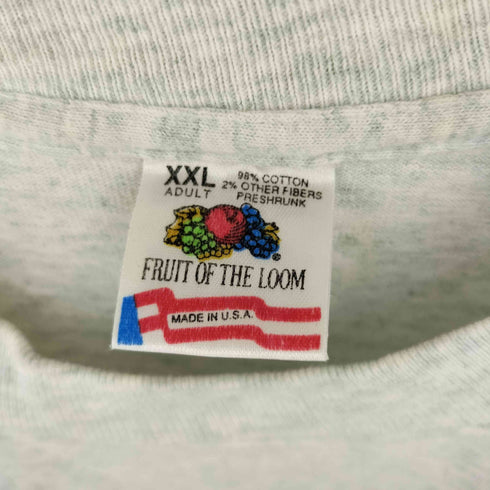 XXL
ADULT
98% COTTON
2% OTHER FIBERS
PRESHRUNK
®
FRUIT OF THE LOOM
MADE IN U.S.A.